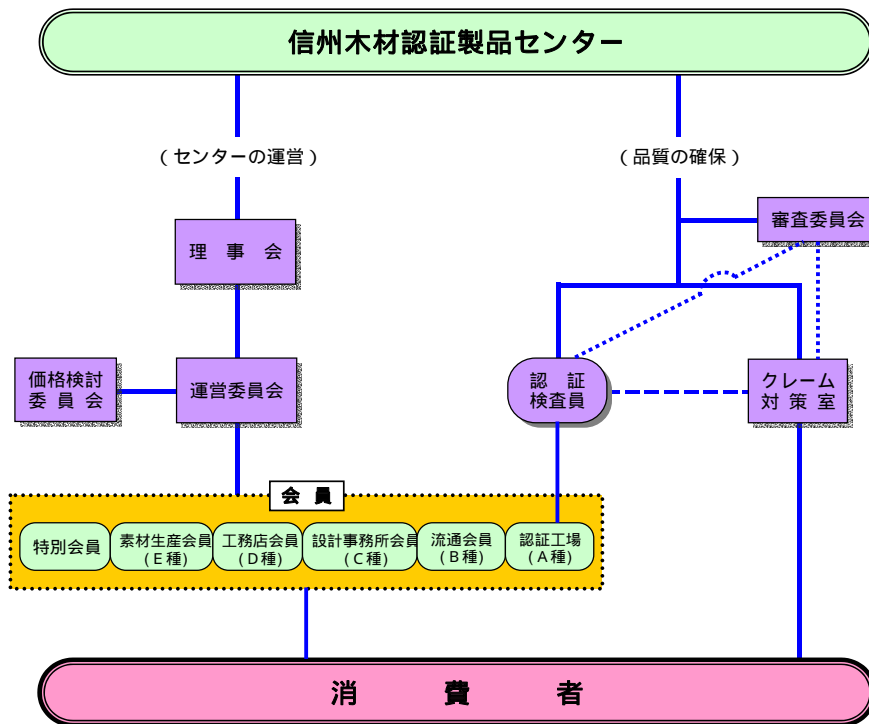 信州木材認証製品センター
（センターの運営）
（品質の確保）
審査委員会
理 事 会
価格検討
委 員 会
運営委員会
認 証
検査員
クレーム
対 策 室
会 員
特別会員
素材生産会員
(Ｅ種)
工務店会員
(Ｄ種)
設計事務所会員
(Ｃ種)
流通会員
(Ｂ種)
認証工場
(Ａ種)
消 費 者